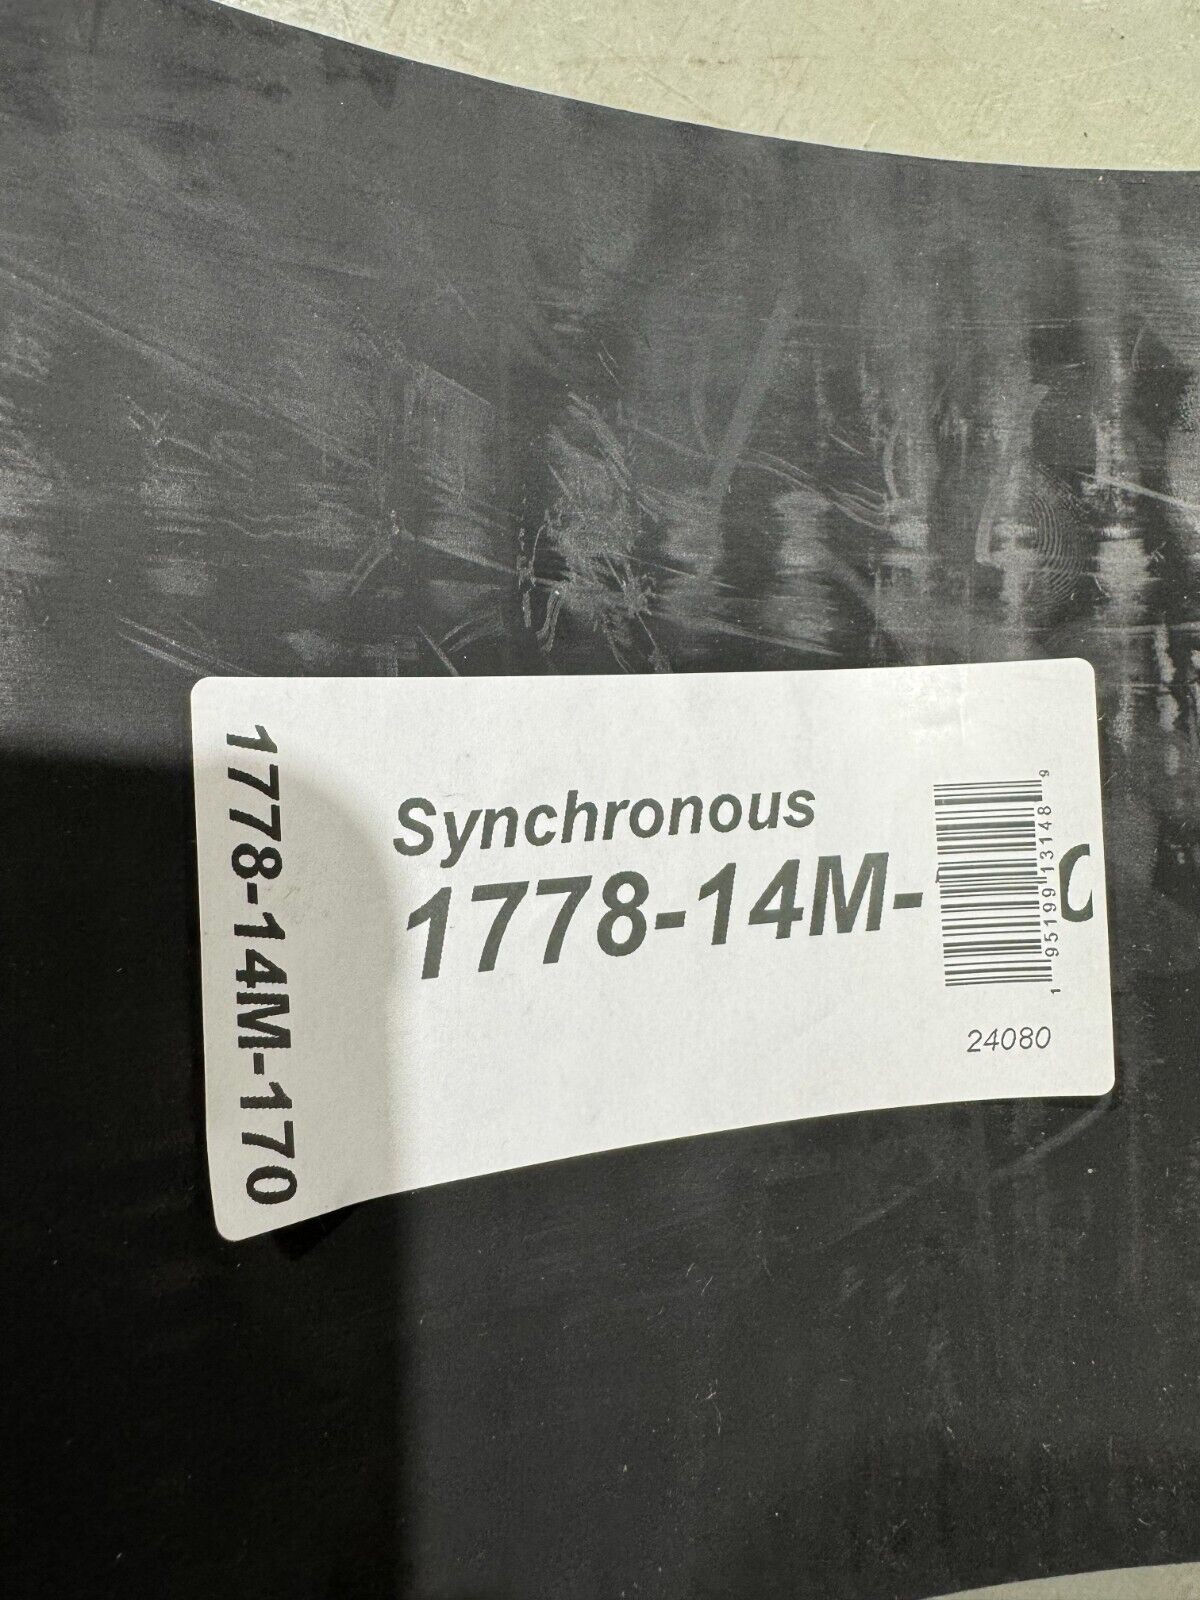 1778-14M-170
Synchronous
1778-14M-
1 95199 13148 9
24080